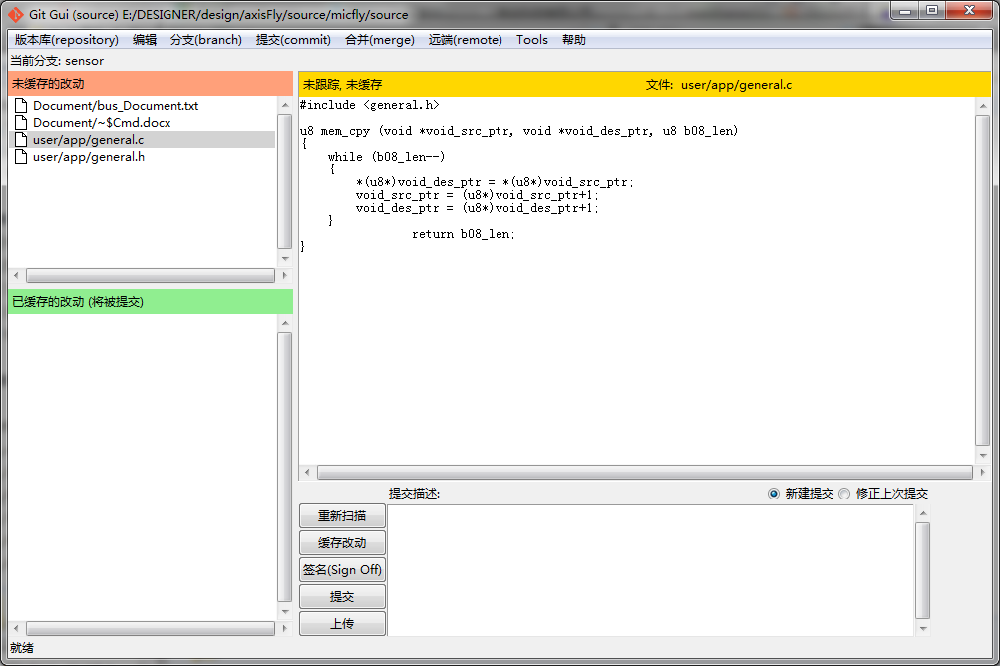 Git Gui (source) E:/DESIGNER/design/axisFly/source/micfly/source
版本库(repository) 编辑 分支(branch) 提交(commit) 合并(merge) 远端(remote) Tools 帮助
当前分支: sensor
未缓存的改动
Document/bus_Document.txt
Document/~$Cmd.docx
user/app/general.c
user/app/general.h
已缓存的改动 (将被提交)
未跟踪, 未缓存 文件: user/app/general.c
#include <general.h>
u8 mem_cpy (void *void_src_ptr, void *void_des_ptr, u8 b08_len)
{
while (b08_len--)
{
*(u8*)void_des_ptr = *(u8*)void_src_ptr;
void_src_ptr = (u8*)void_src_ptr+1;
void_des_ptr = (u8*)void_des_ptr+1;
}
return b08_len;
}
提交描述: 新建提交 修正上次提交
重新扫描
缓存改动
签名(Sign Off)
提交
上传
就绪